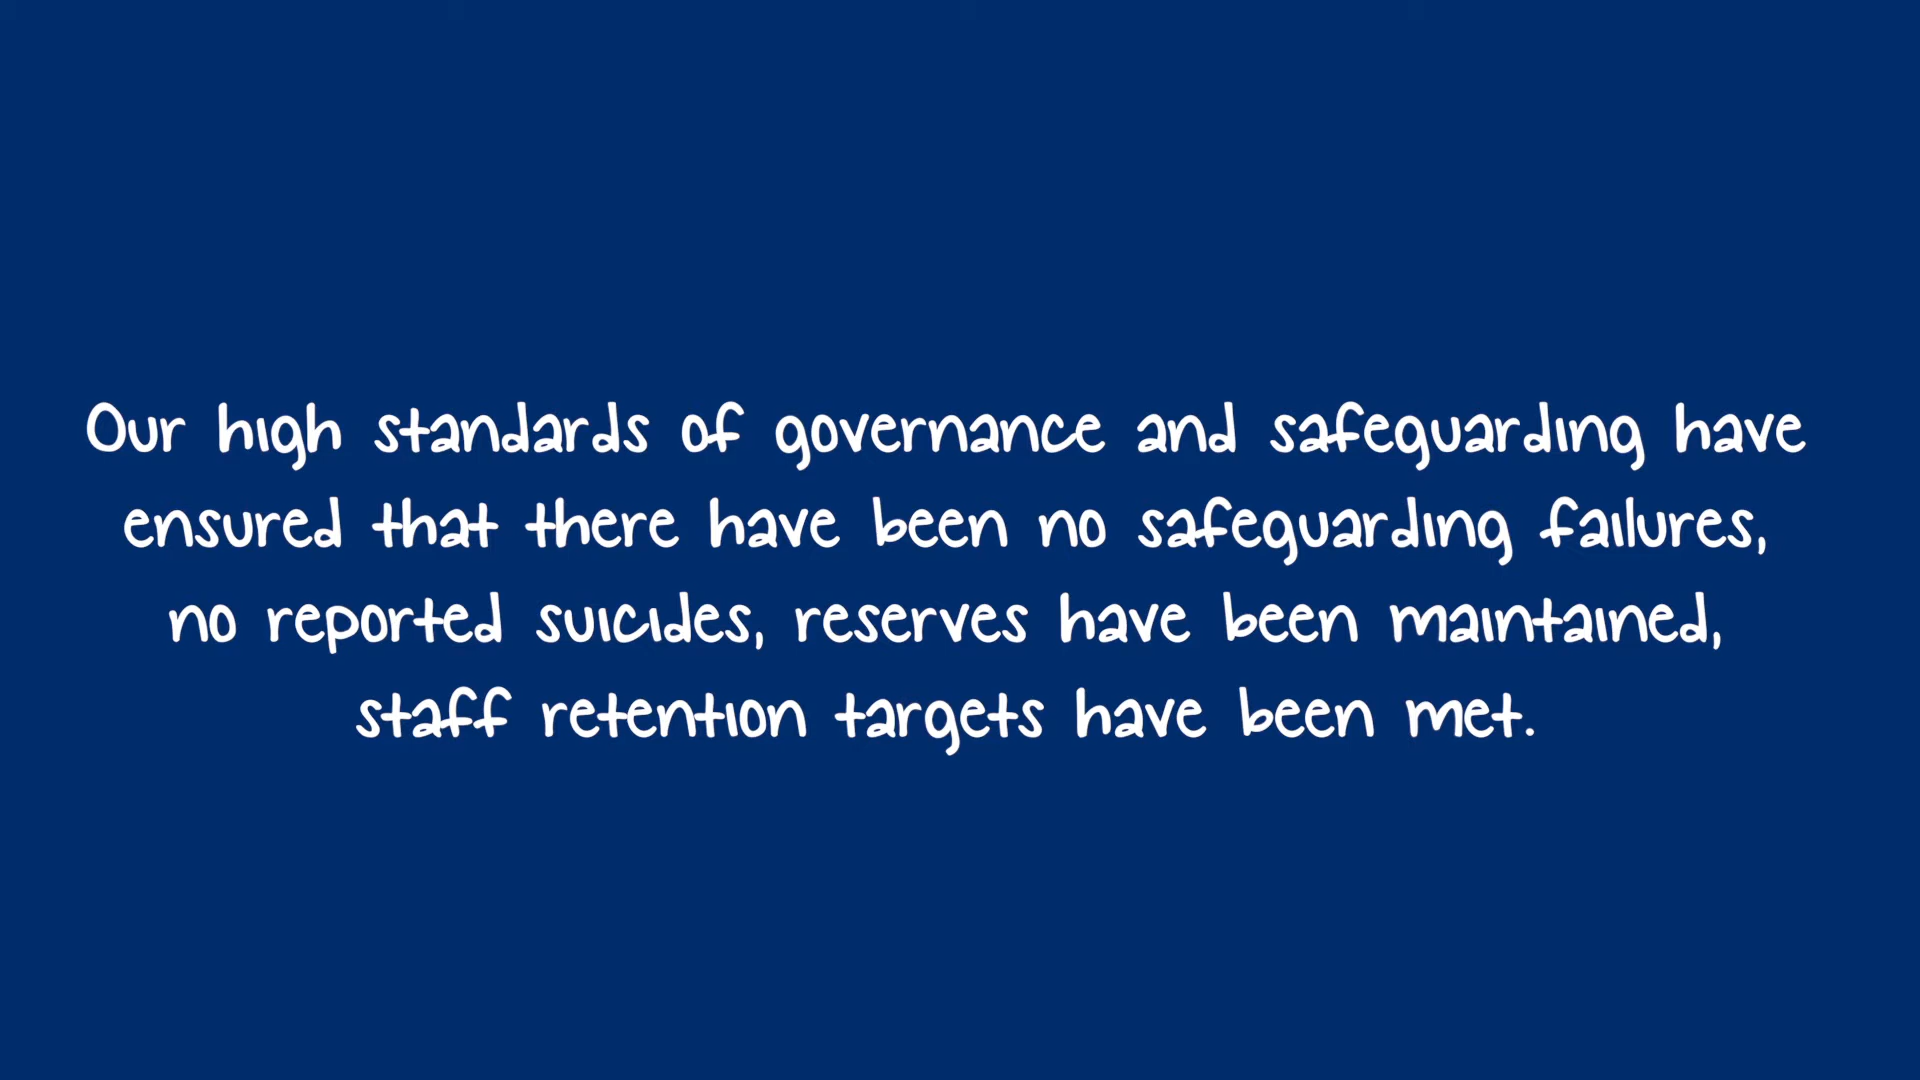 Our high standards of governance and safeguarding have
ensured that there have been no safeguarding failures,
no reported suicides, reserves have been maintained,
staff retention targets have been met.